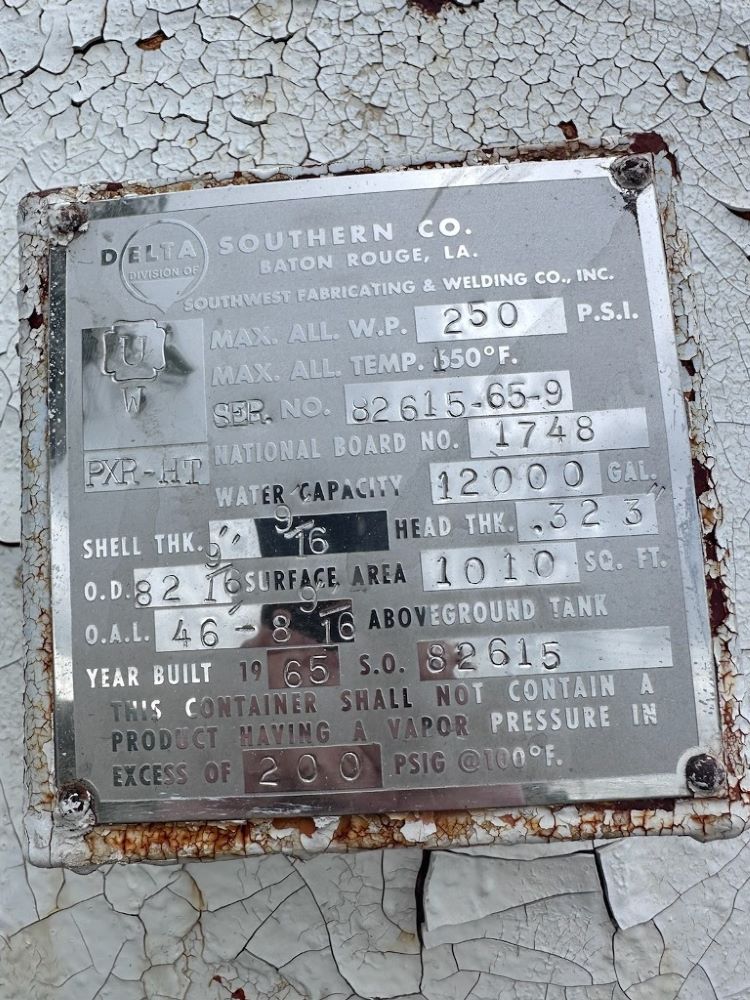 DELTA SOUTHERN CO.
DIVISION OF
BATON ROUGE, LA.
SOUTHWEST FABRICATING & WELDING CO., INC.
U
W
PXR-HT
MAX. ALL. W.P. 250 P.S.I.
MAX. ALL. TEMP. 650°F.
SER. NO. 82615-65-9
NATIONAL BOARD NO. 1748
WATER CAPACITY 12000 GAL.
SHELL THK. 9/16" HEAD THK. .323"
O.D. 82 9/16" SURFACE AREA 1010 SQ. FT.
O.A.L. 46'-8 9/16" ABOVEGROUND TANK
YEAR BUILT 1965 S.O. 82615
THIS CONTAINER SHALL NOT CONTAIN A
PRODUCT HAVING A VAPOR PRESSURE IN
EXCESS OF 200 PSIG @100°F.